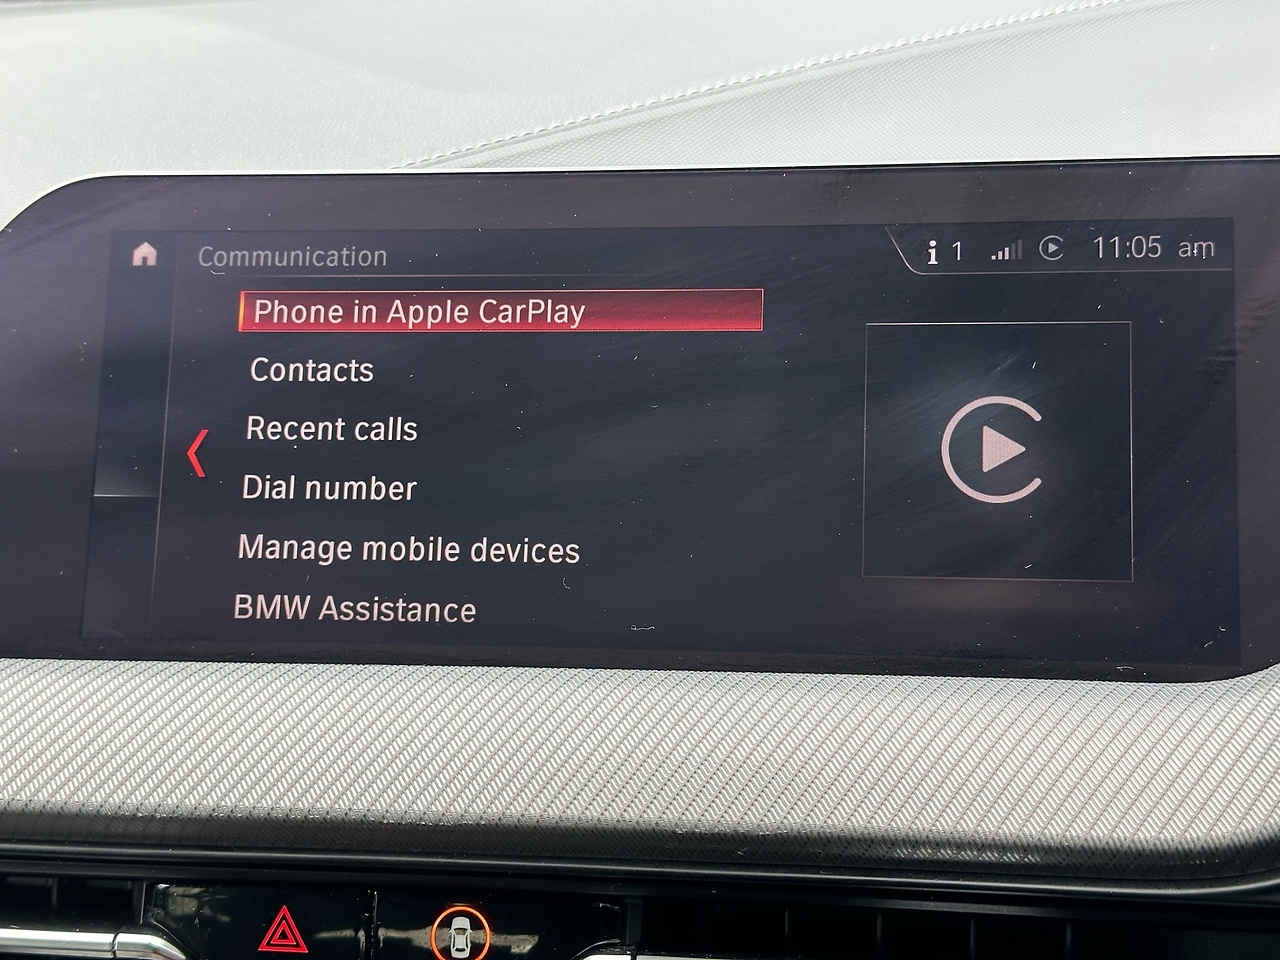 Communication
i 1 11:05 am
Phone in Apple CarPlay
Contacts
Recent calls
Dial number
Manage mobile devices
BMW Assistance